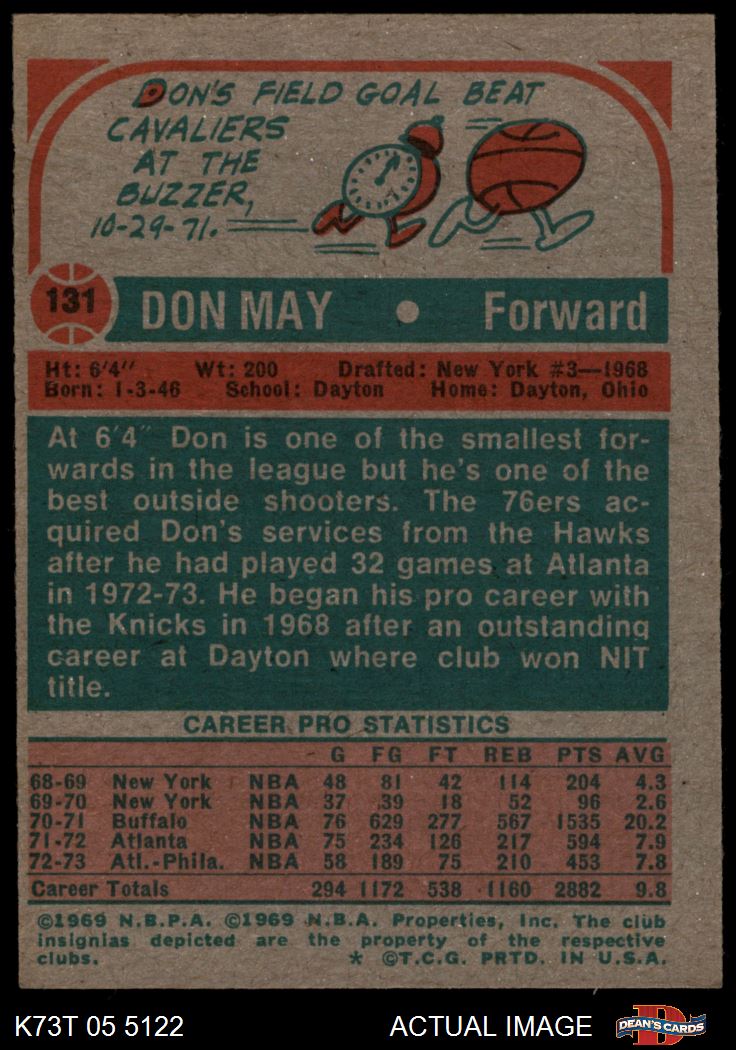 DON'S FIELD GOAL BEAT
CAVALIERS
AT THE
BUZZER,
10-29-71.
131 DON MAY • Forward
Ht: 6'4" Wt: 200 Drafted: New York #3—1968
Born: 1-3-46 School: Dayton Home: Dayton, Ohio
At 6'4" Don is one of the smallest for-
wards in the league but he's one of the
best outside shooters. The 76ers ac-
quired Don's services from the Hawks
after he had played 32 games at Atlanta
in 1972-73. He began his pro career with
the Knicks in 1968 after an outstanding
career at Dayton where club won NIT
title.
CAREER PRO STATISTICS
G FG FT REB PTS AVG
68-69 New York NBA 48 81 42 114 204 4.3
69-70 New York NBA 37 39 18 52 96 2.6
70-71 Buffalo NBA 76 629 277 567 1535 20.2
71-72 Atlanta NBA 75 234 126 217 594 7.9
72-73 Atl.-Phila. NBA 58 189 75 210 453 7.8
Career Totals 294 1172 538 1160 2882 9.8
©1969 N.B.P.A. ©1969 N.B.A. Properties, Inc. The club
insignias depicted are the property of the respective
clubs. * ©T.C.G. PRTD. IN U.S.A.
K73T 05 5122 ACTUAL IMAGE D DEAN'S CARDS